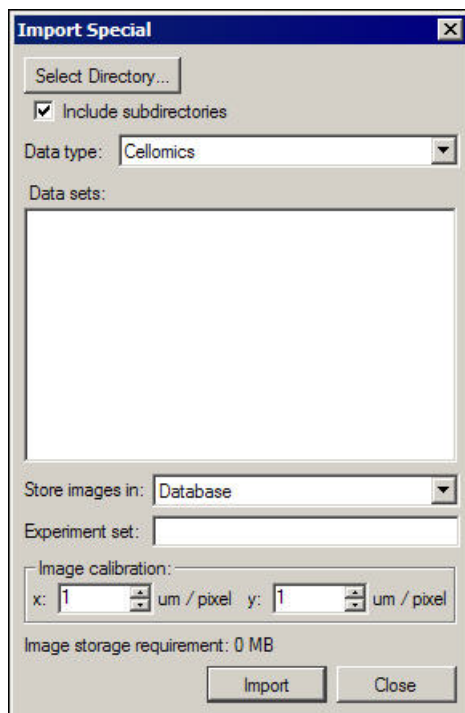 Import Special
Select Directory...
Include subdirectories
Data type: Cellomics
Data sets:
Store images in: Database
Experiment set:
Image calibration:
x: 1 um / pixel y: 1 um / pixel
Image storage requirement: 0 MB
Import Close